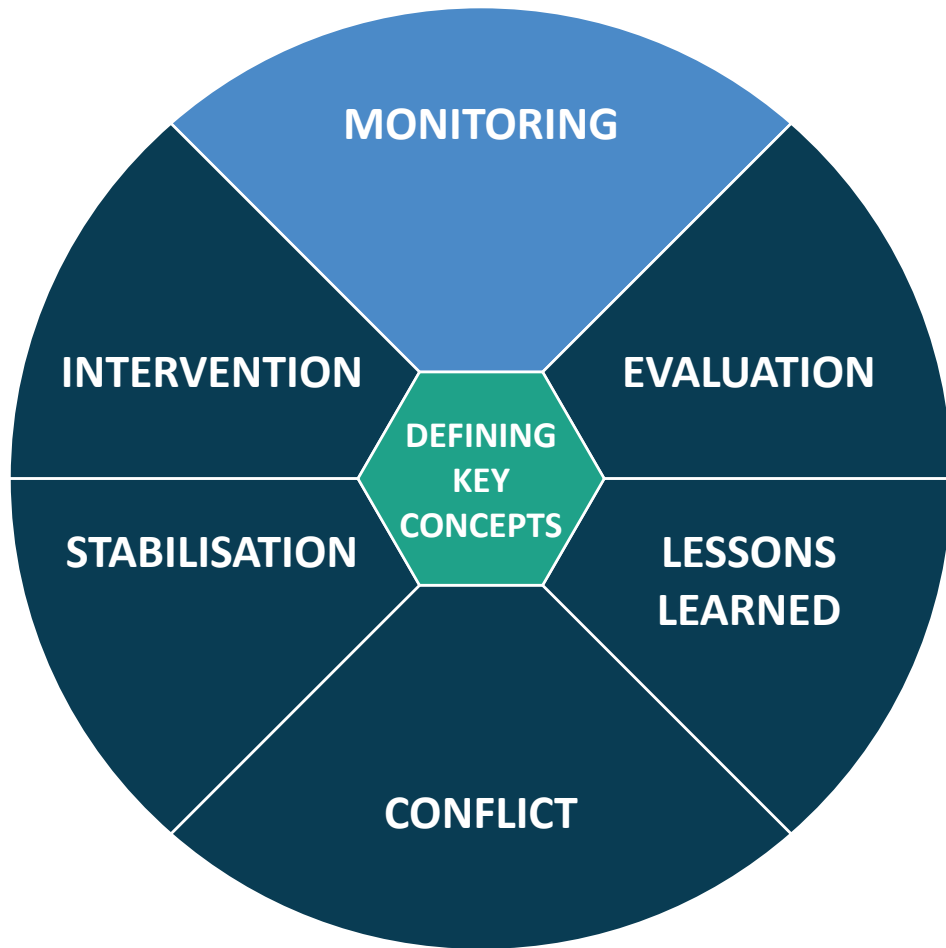 MONITORING
INTERVENTION
EVALUATION
DEFINING
KEY
CONCEPTS
STABILISATION
LESSONS
LEARNED
CONFLICT